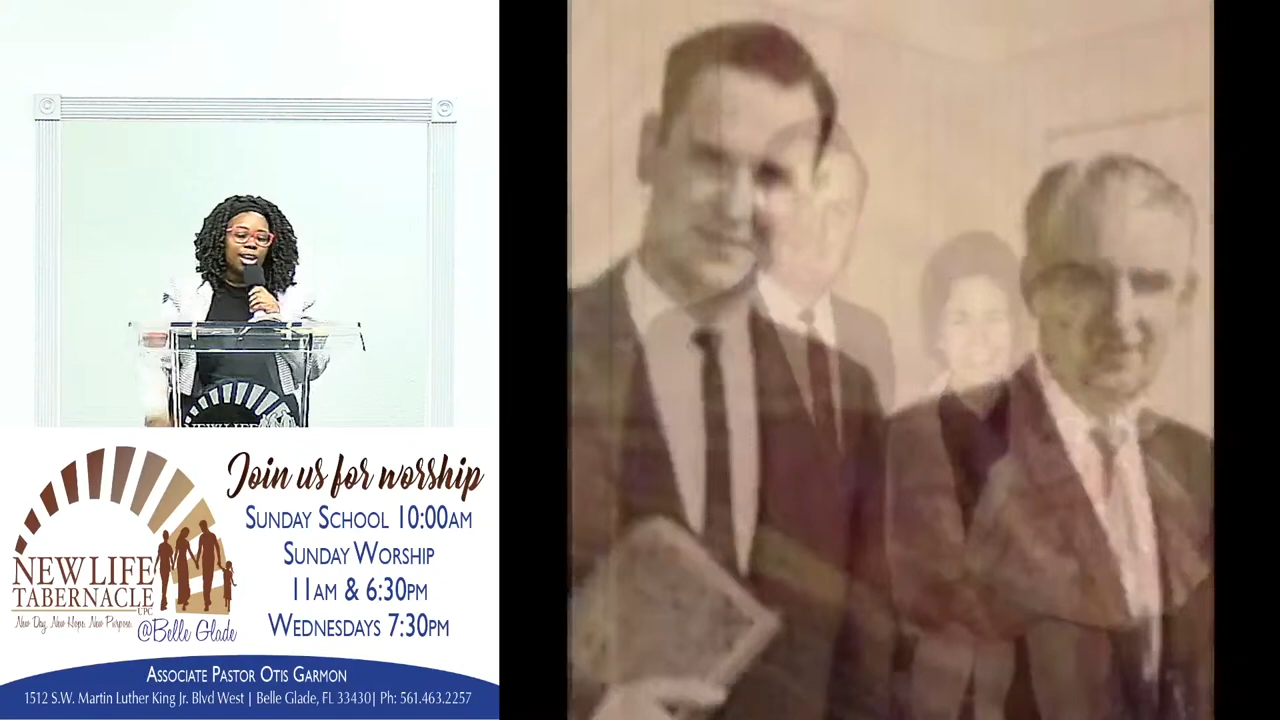 NEW LIFE
Join us for worship
SUNDAY SCHOOL 10:00AM
SUNDAY WORSHIP
11AM & 6:30PM
WEDNESDAYS 7:30PM
NEW LIFE
TABERNACLE
UPC
New Day. New Hope. New Purpose.
@Belle Glade
ASSOCIATE PASTOR OTIS GARMON
1512 S.W. Martin Luther King Jr. Blvd West | Belle Glade, FL 33430| Ph: 561.463.2257